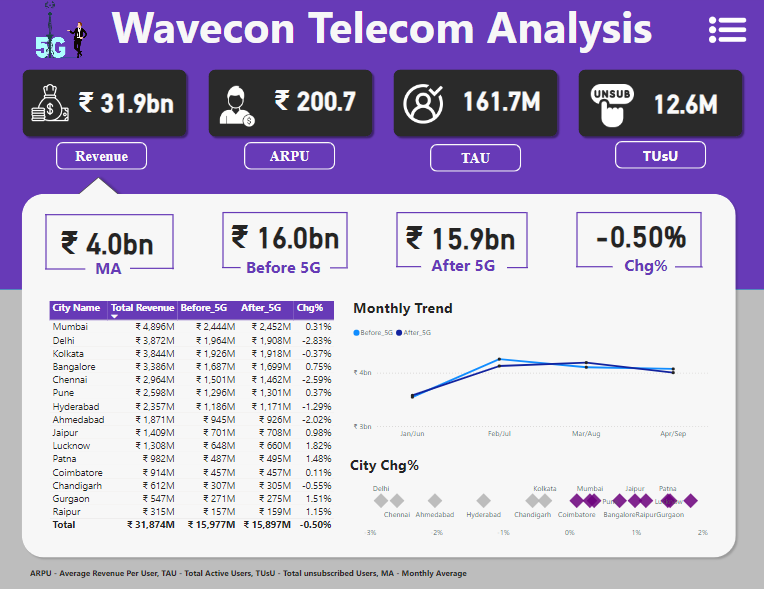 5G
Wavecon Telecom Analysis
₹ 31.9bn
₹ 200.7
161.7M
UNSUB
12.6M
Revenue
ARPU
TAU
TUsU
₹ 4.0bn
MA
₹ 16.0bn
Before 5G
₹ 15.9bn
After 5G
-0.50%
Chg%
City Name Total Revenue Before_5G After_5G Chg%
Mumbai ₹ 4,896M ₹ 2,444M ₹ 2,452M 0.31%
Delhi ₹ 3,872M ₹ 1,964M ₹ 1,908M -2.83%
Kolkata ₹ 3,844M ₹ 1,926M ₹ 1,918M -0.37%
Bangalore ₹ 3,386M ₹ 1,687M ₹ 1,699M 0.75%
Chennai ₹ 2,964M ₹ 1,501M ₹ 1,462M -2.59%
Pune ₹ 2,598M ₹ 1,296M ₹ 1,301M 0.37%
Hyderabad ₹ 2,357M ₹ 1,186M ₹ 1,171M -1.29%
Ahmedabad ₹ 1,871M ₹ 945M ₹ 926M -2.02%
Jaipur ₹ 1,409M ₹ 701M ₹ 708M 0.98%
Lucknow ₹ 1,308M ₹ 648M ₹ 660M 1.82%
Patna ₹ 982M ₹ 487M ₹ 495M 1.48%
Coimbatore ₹ 914M ₹ 457M ₹ 457M 0.11%
Chandigarh ₹ 612M ₹ 307M ₹ 305M -0.55%
Gurgaon ₹ 547M ₹ 271M ₹ 275M 1.51%
Raipur ₹ 315M ₹ 157M ₹ 159M 1.15%
Total ₹ 31,874M ₹ 15,977M ₹ 15,897M -0.50%
Monthly Trend
Before_5G After_5G
₹ 4bn
₹ 3bn
Jan/Jun Feb/Jul Mar/Aug Apr/Sep
City Chg%
Delhi Kolkata Mumbai Jaipur Patna
Chennai Ahmedabad Hyderabad Chandigarh Coimbatore Bangalore Raipur Gurgaon
-3% -2% -1% 0% 1% 2%
ARPU - Average Revenue Per User, TAU - Total Active Users, TUsU - Total unsubscribed Users, MA - Monthly Average